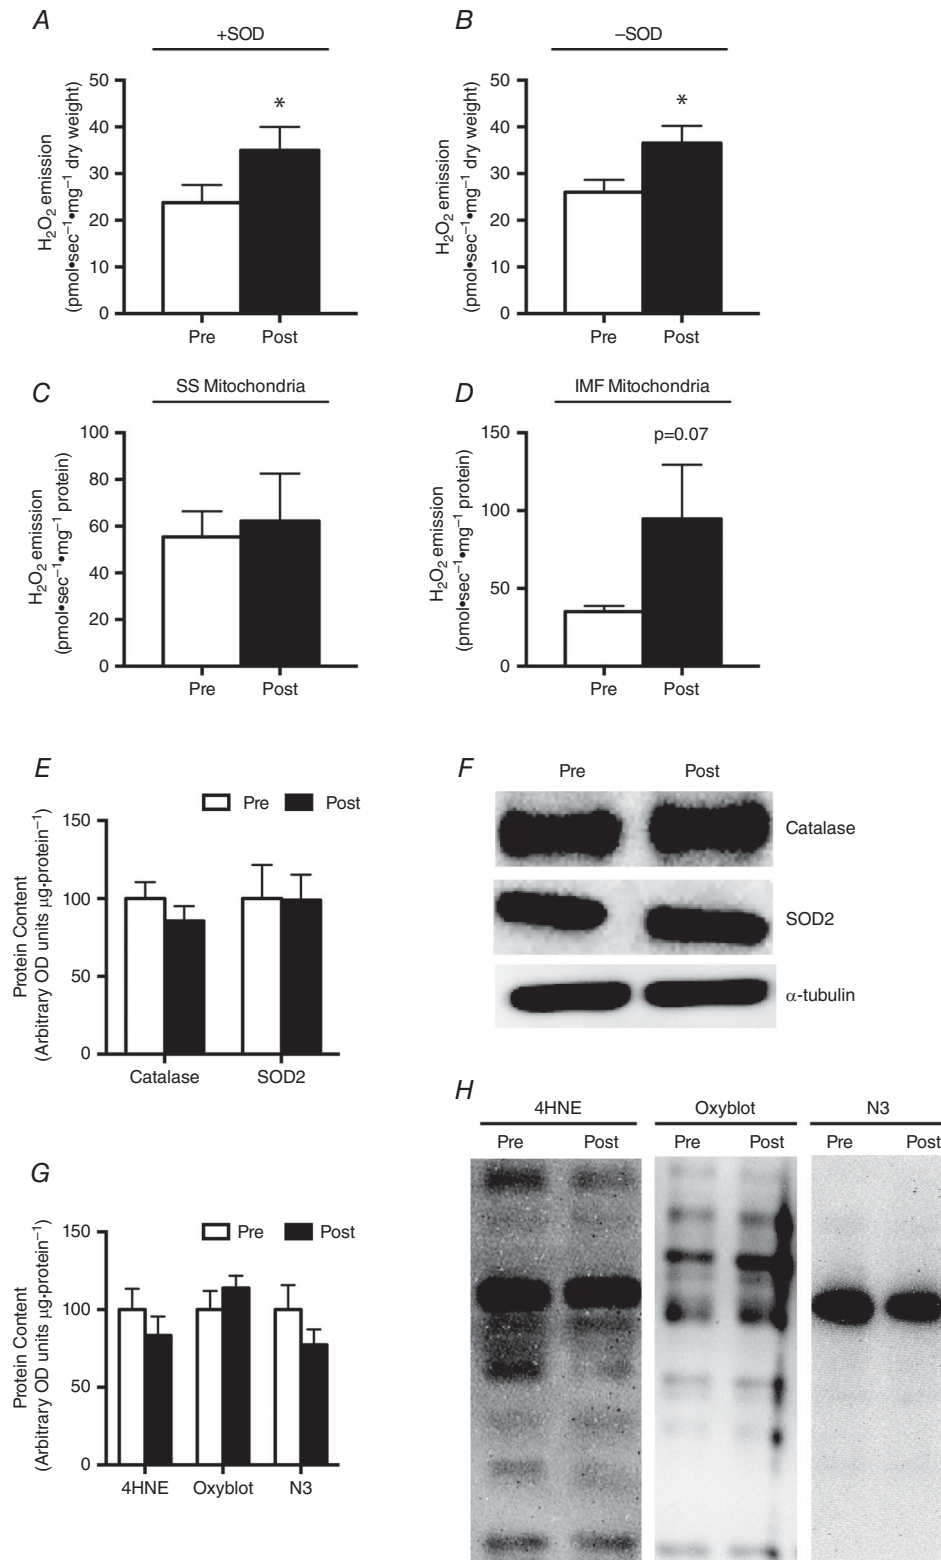 A
+SOD
H₂O₂ emission
(pmol•sec⁻¹•mg⁻¹ dry weight)
50
40
30
20
10
0
*
Pre
Post
B
–SOD
H₂O₂ emission
(pmol•sec⁻¹•mg⁻¹ dry weight)
50
40
30
20
10
0
*
Pre
Post
C
SS Mitochondria
H₂O₂ emission
(pmol•sec⁻¹•mg⁻¹ protein)
100
80
60
40
20
0
Pre
Post
D
IMF Mitochondria
H₂O₂ emission
(pmol•sec⁻¹•mg⁻¹ protein)
150
100
50
0
p=0.07
Pre
Post
E
Pre
Post
Protein Content
(Arbitrary OD units μg·protein⁻¹)
150
100
50
0
Catalase
SOD2
F
Pre
Post
Catalase
SOD2
α-tubulin
G
Pre
Post
Protein Content
(Arbitrary OD units μg·protein⁻¹)
150
100
50
0
4HNE
Oxyblot
N3
H
4HNE
Oxyblot
N3
Pre
Post
Pre
Post
Pre
Post